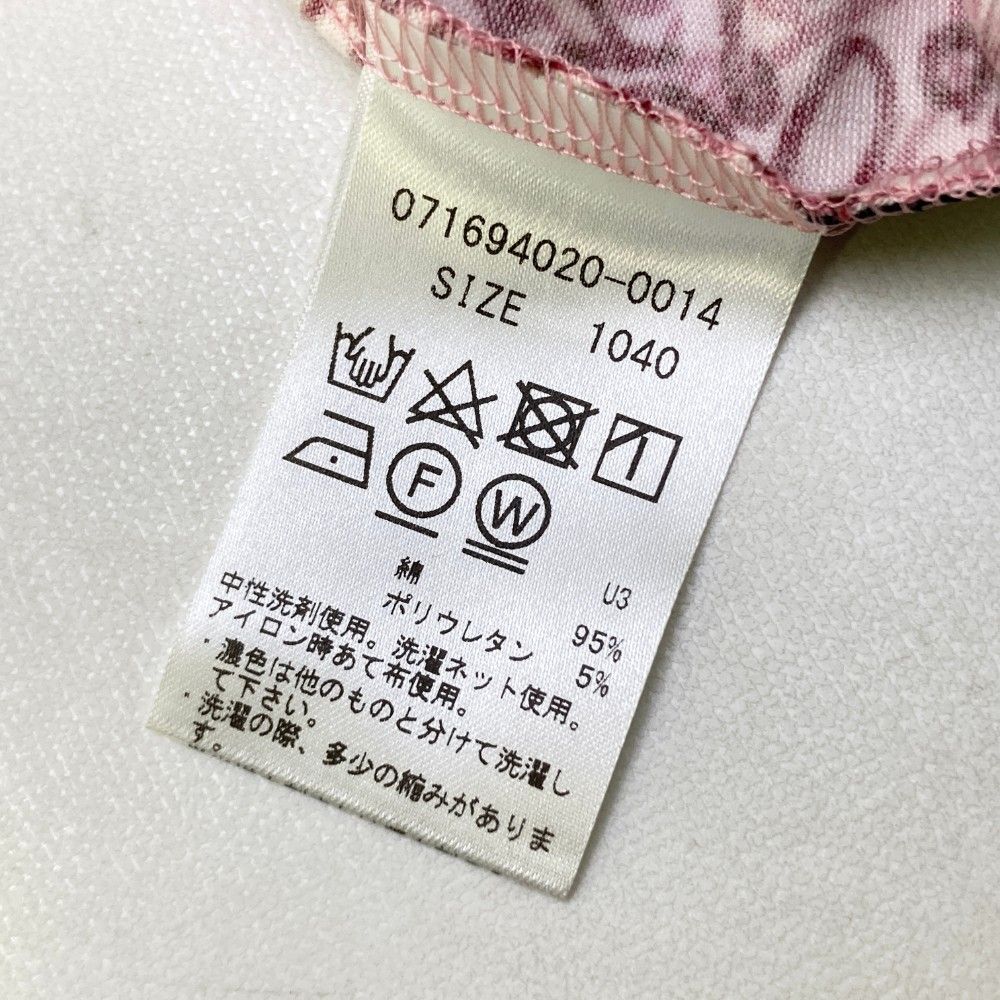 071694020-0014
SIZE 1040
F W
U3
綿 95%
ポリウレタン 5%
中性洗剤使用。洗濯ネット使用。
アイロン時あて布使用。
・濃色は他のものと分けて洗濯し
て下さい。
・洗濯の際、多少の縮みがありま
す。